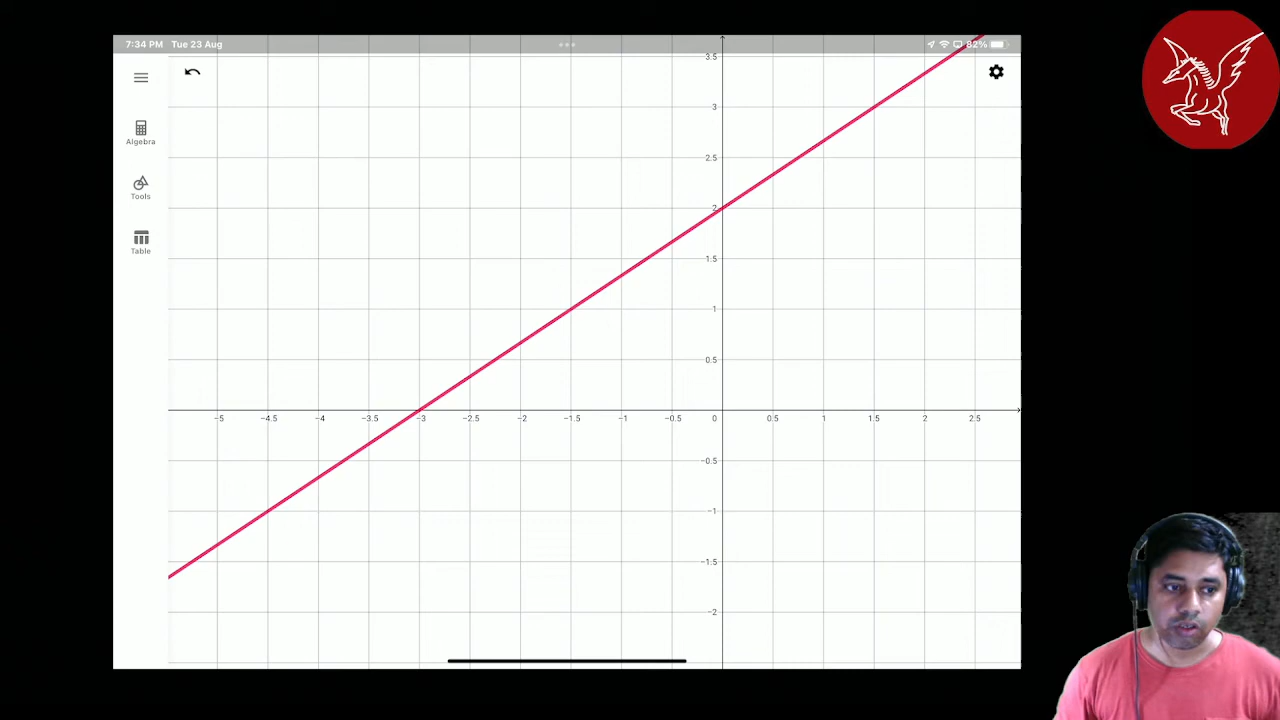 7:34 PM Tue 23 Aug
82%
Algebra
Tools
Table
3.5
3
2.5
2
1.5
1
0.5
−5 −4.5 −4 −3.5 −3 −2.5 −2 −1.5 −1 −0.5 0 0.5 1 1.5 2 2.5
−0.5
−1
−1.5
−2